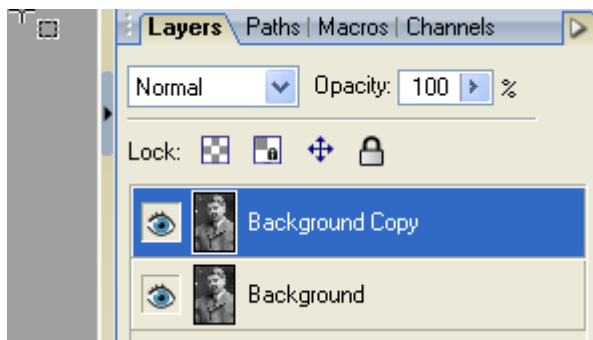 Layers Paths | Macros | Channels
Normal Opacity: 100 %
Lock:
Background Copy
Background